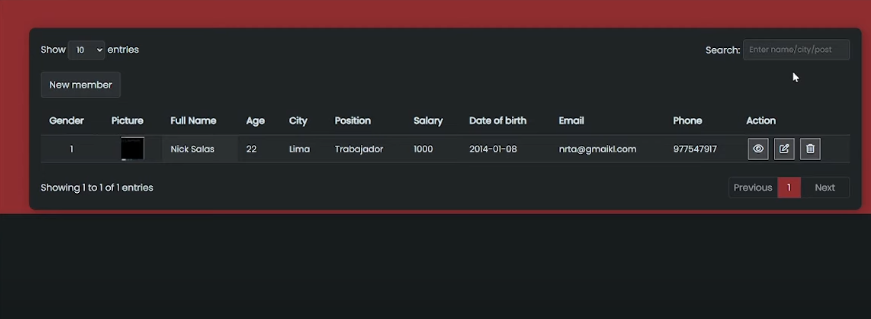 Show 10 entries Search: Enter name/city/post
New member
Gender Picture Full Name Age City Position Salary Date of birth Email Phone Action
1 Nick Salas 22 Lima Trabajador 1000 2014-01-08 nrta@gmaikl.com 977547917
Showing 1 to 1 of 1 entries Previous 1 Next